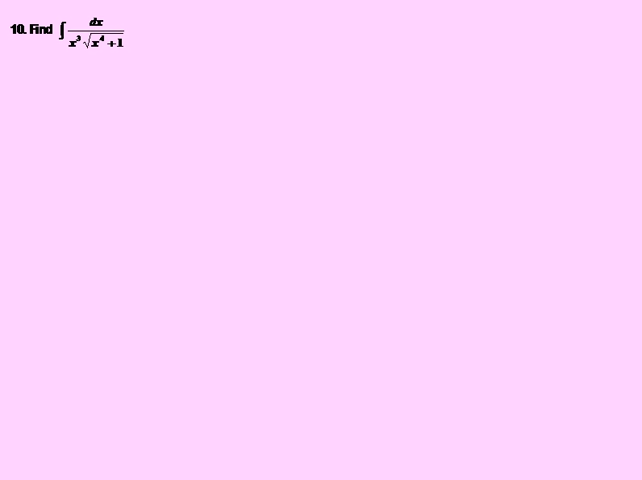 10. Find ∫ dx / (x³ √(x⁴ + 1))